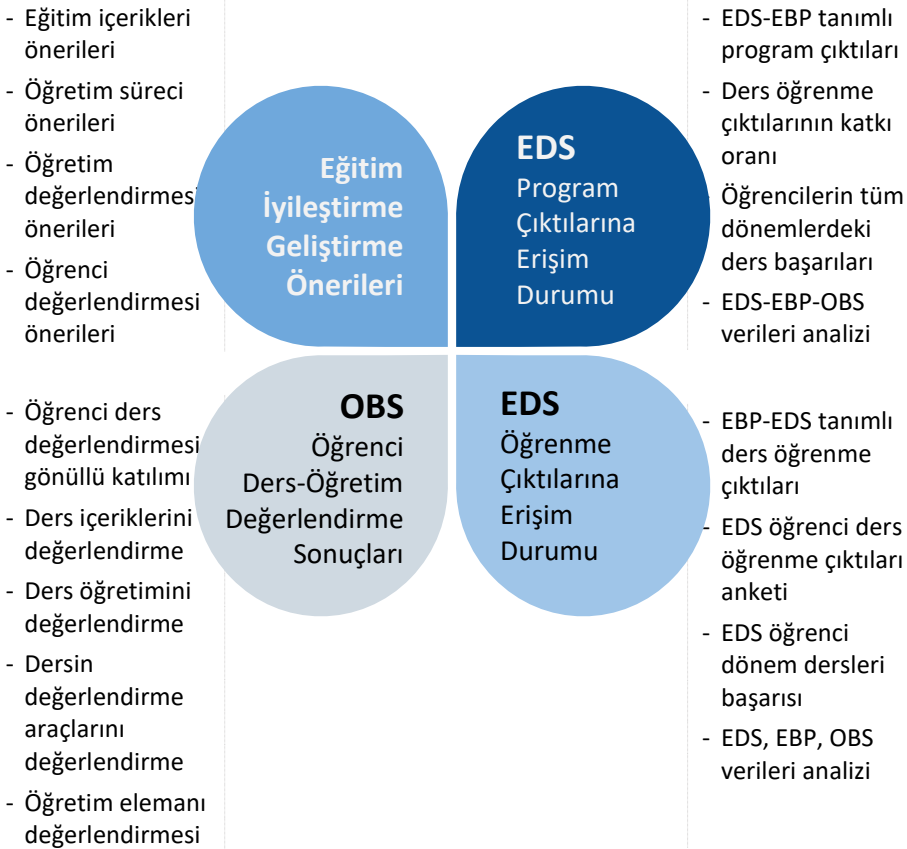 - Eğitim içerikleri
önerileri
- Öğretim süreci
önerileri
- Öğretim
değerlendirmesi
önerileri
- Öğrenci
değerlendirmesi
önerileri
Eğitim
İyileştirme
Geliştirme
Önerileri
EDS
Program
Çıktılarına
Erişim
Durumu
- EDS-EBP tanımlı
program çıktıları
- Ders öğrenme
çıktılarının katkı
oranı
Öğrencilerin tüm
dönemlerdeki
ders başarıları
- EDS-EBP-OBS
verileri analizi
- Öğrenci ders
değerlendirmesi
gönüllü katılımı
- Ders içeriklerini
değerlendirme
- Ders öğretimini
değerlendirme
- Dersin
değerlendirme
araçlarını
değerlendirme
- Öğretim elemanı
değerlendirmesi
OBS
Öğrenci
Ders-Öğretim
Değerlendirme
Sonuçları
EDS
Öğrenme
Çıktılarına
Erişim
Durumu
- EBP-EDS tanımlı
ders öğrenme
çıktıları
- EDS öğrenci ders
öğrenme çıktıları
anketi
- EDS öğrenci
dönem dersleri
başarısı
- EDS, EBP, OBS
verileri analizi